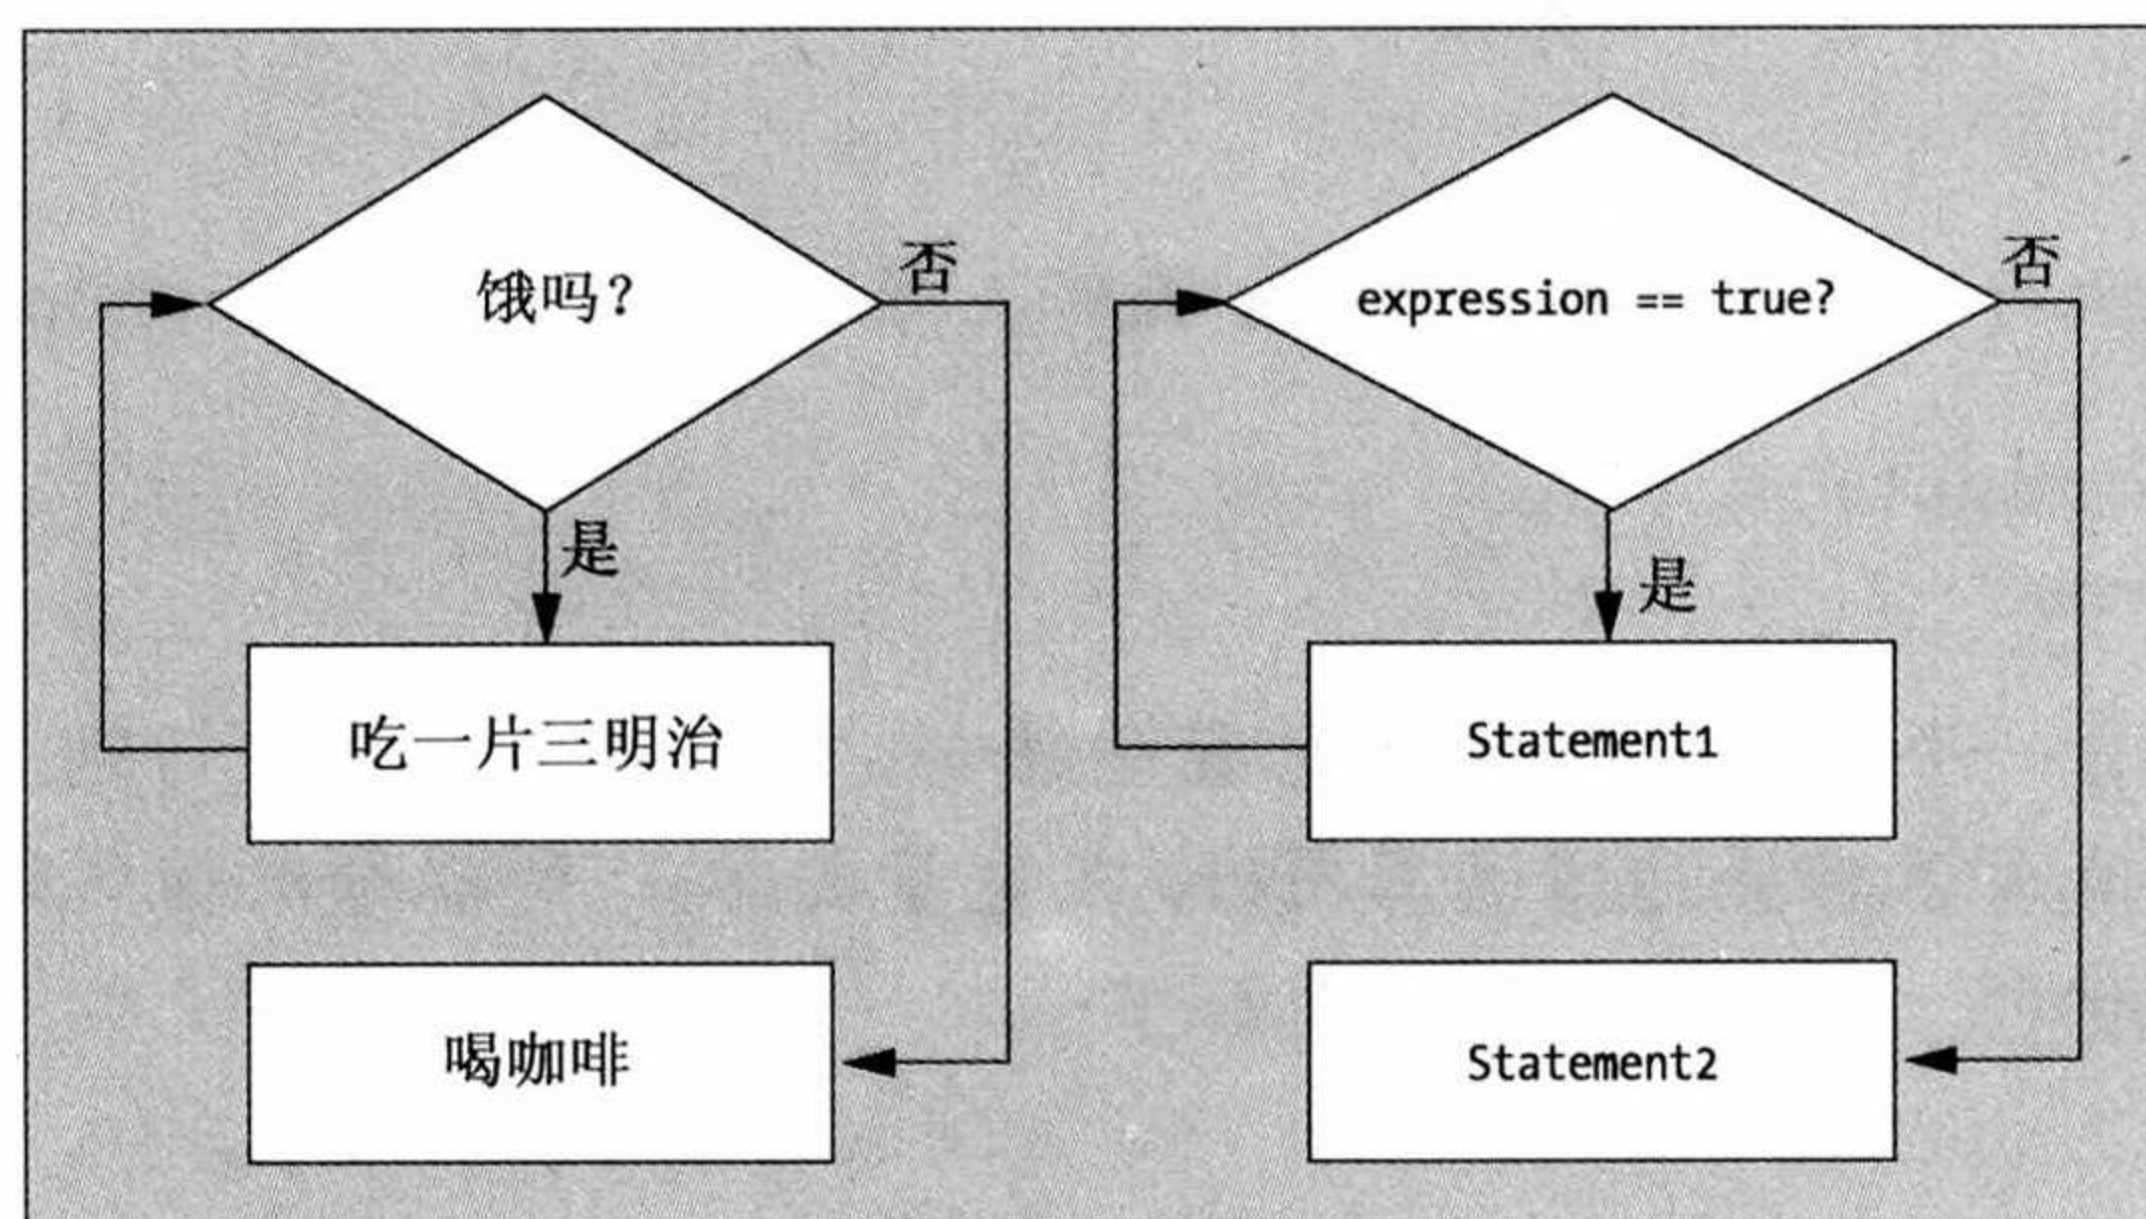 饿吗？
否
是
吃一片三明治
喝咖啡
expression == true?
否
是
Statement1
Statement2